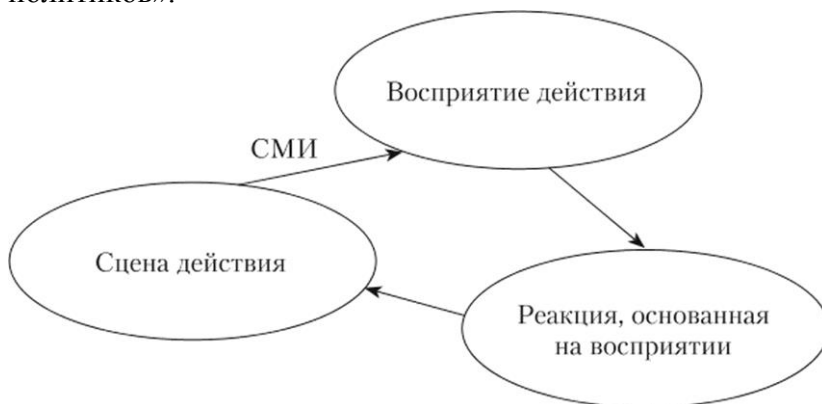 политиков».
Восприятие действия
СМИ
Сцена действия
Реакция, основанная
на восприятии